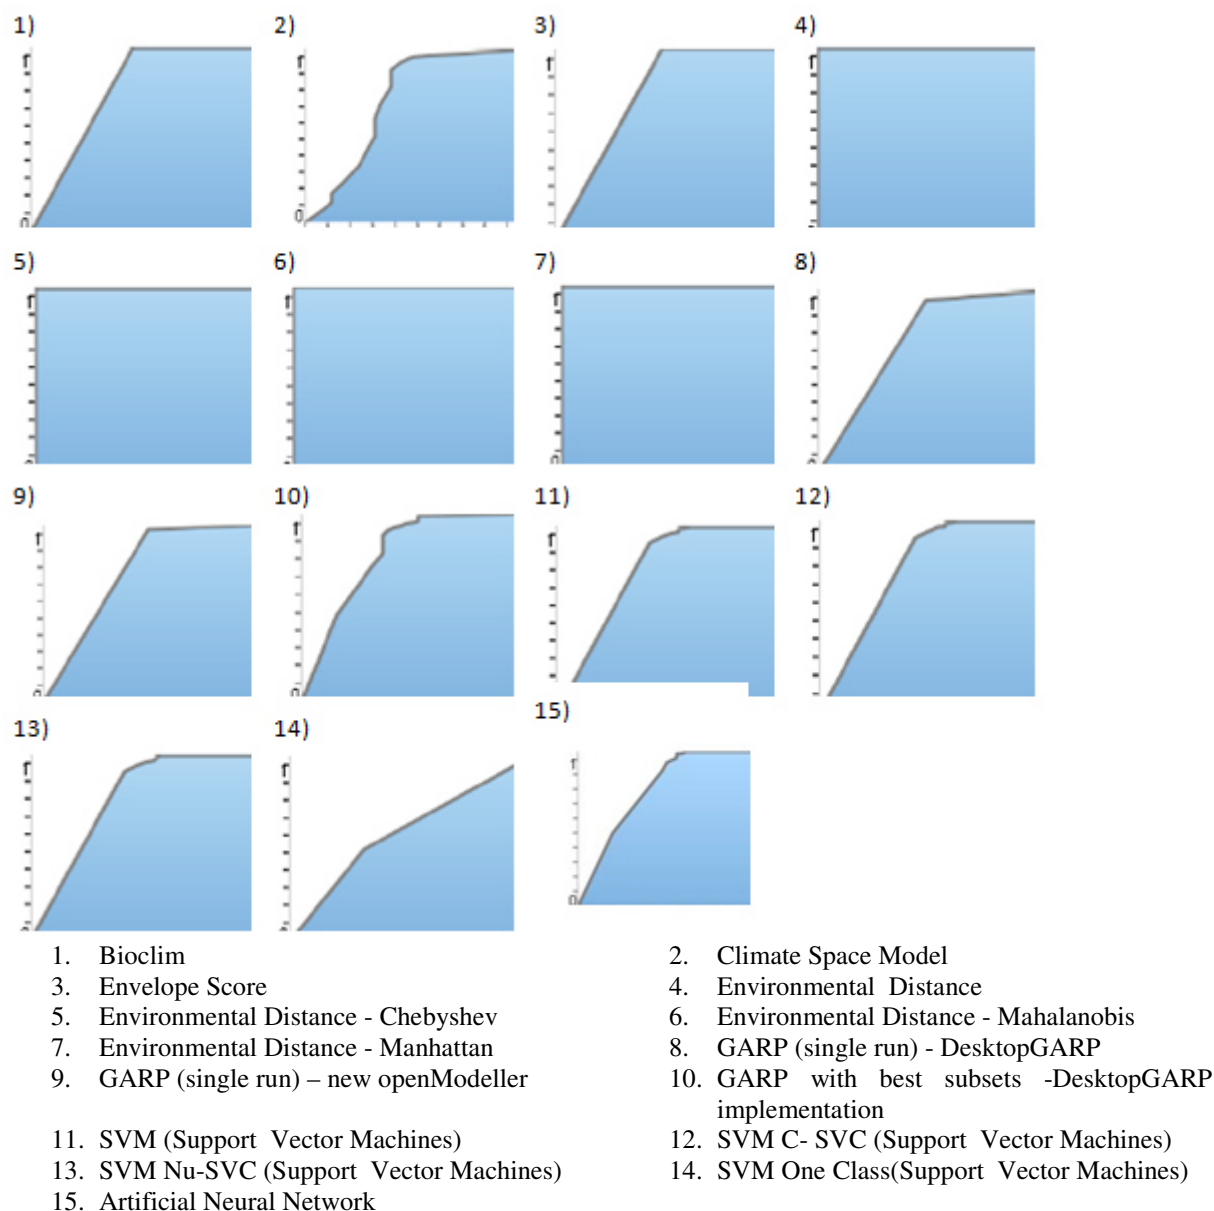 1) 2) 3) 4)
5) 6) 7) 8)
9) 10) 11) 12)
13) 14) 15)
1. Bioclim
2. Climate Space Model
3. Envelope Score
4. Environmental Distance
5. Environmental Distance - Chebyshev
6. Environmental Distance - Mahalanobis
7. Environmental Distance - Manhattan
8. GARP (single run) - DesktopGARP
9. GARP (single run) – new openModeller
10. GARP with best subsets -DesktopGARP
implementation
11. SVM (Support Vector Machines)
12. SVM C- SVC (Support Vector Machines)
13. SVM Nu-SVC (Support Vector Machines)
14. SVM One Class(Support Vector Machines)
15. Artificial Neural Network